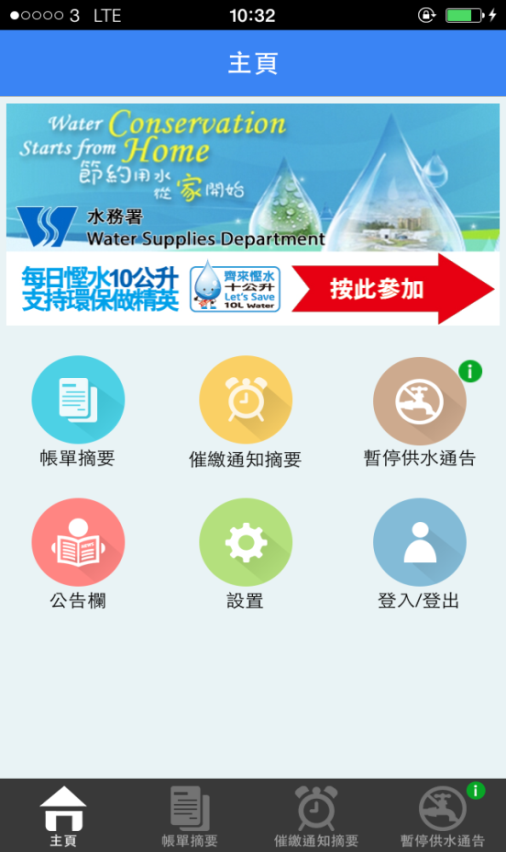 3 LTE 10:32
主頁
Water Conservation
Starts from Home
節約用水
從家開始
水務署
Water Supplies Department
每日慳水10公升
支持環保做精英
齊來慳水
十公升
Let's Save
10L Water
按此參加
i
帳單摘要
催繳通知摘要
暫停供水通告
公告欄
設置
登入/登出
i
主頁
帳單摘要
催繳通知摘要
暫停供水通告